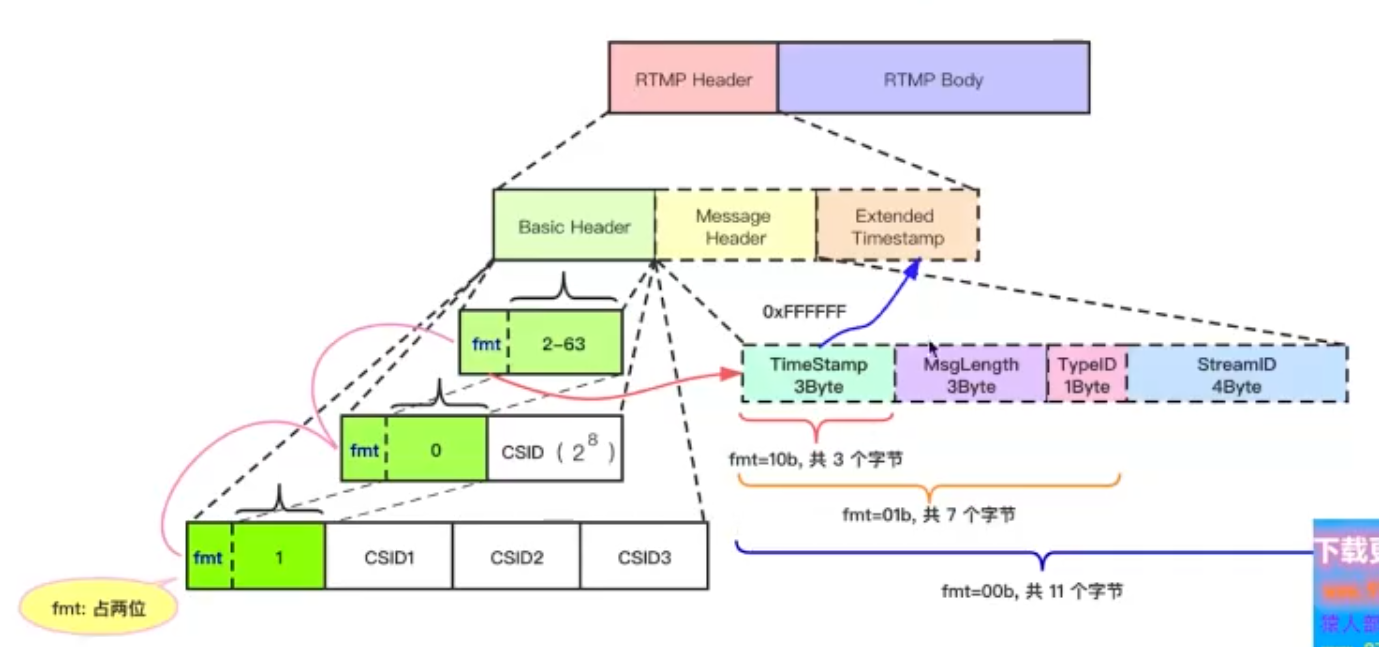 RTMP Header
RTMP Body
Basic Header
Message
Header
Extended
Timestamp
0xFFFFFF
fmt
2-63
TimeStamp
3Byte
MsgLength
3Byte
TypeID
1Byte
StreamID
4Byte
fmt
0
CSID ( 2^8 )
fmt=10b, 共 3 个字节
fmt=01b, 共 7 个字节
fmt
1
CSID1
CSID2
CSID3
fmt=00b, 共 11 个字节
fmt: 占两位
下载
猿人